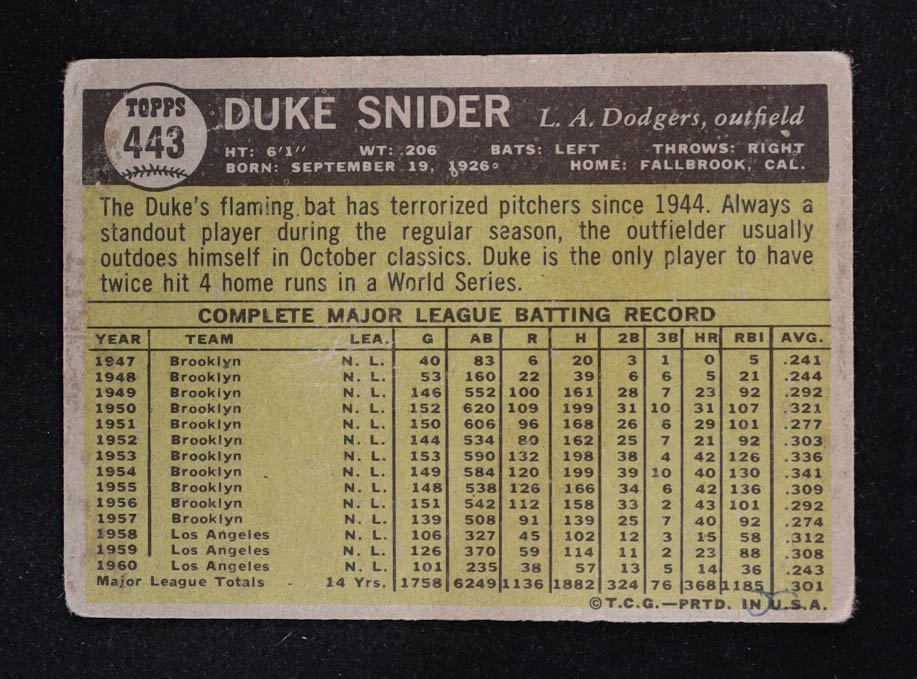 TOPPS
443
DUKE SNIDER L. A. Dodgers, outfield
HT: 6'1'' WT: 206 BATS: LEFT THROWS: RIGHT
BORN: SEPTEMBER 19, 1926 HOME: FALLBROOK, CAL.
The Duke's flaming bat has terrorized pitchers since 1944. Always a
standout player during the regular season, the outfielder usually
outdoes himself in October classics. Duke is the only player to have
twice hit 4 home runs in a World Series.
COMPLETE MAJOR LEAGUE BATTING RECORD
YEAR TEAM LEA. G AB R H 2B 3B HR RBI AVG.
1947 Brooklyn N. L. 40 83 6 20 3 1 0 5 .241
1948 Brooklyn N. L. 53 160 22 39 6 6 5 21 .244
1949 Brooklyn N. L. 146 552 100 161 28 7 23 92 .292
1950 Brooklyn N. L. 152 620 109 199 31 10 31 107 .321
1951 Brooklyn N. L. 150 606 96 168 26 6 29 101 .277
1952 Brooklyn N. L. 144 534 80 162 25 7 21 92 .303
1953 Brooklyn N. L. 153 590 132 198 38 4 42 126 .336
1954 Brooklyn N. L. 149 584 120 199 39 10 40 130 .341
1955 Brooklyn N. L. 148 538 126 166 34 6 42 136 .309
1956 Brooklyn N. L. 151 542 112 158 33 2 43 101 .292
1957 Brooklyn N. L. 139 508 91 139 25 7 40 92 .274
1958 Los Angeles N. L. 106 327 45 102 12 3 15 58 .312
1959 Los Angeles N. L. 126 370 59 114 11 2 23 88 .308
1960 Los Angeles N. L. 101 235 38 57 13 5 14 36 .243
Major League Totals 14 Yrs. 1758 6249 1136 1882 324 76 368 1185 .301
©T.C.G.—PRTD. IN U.S.A.